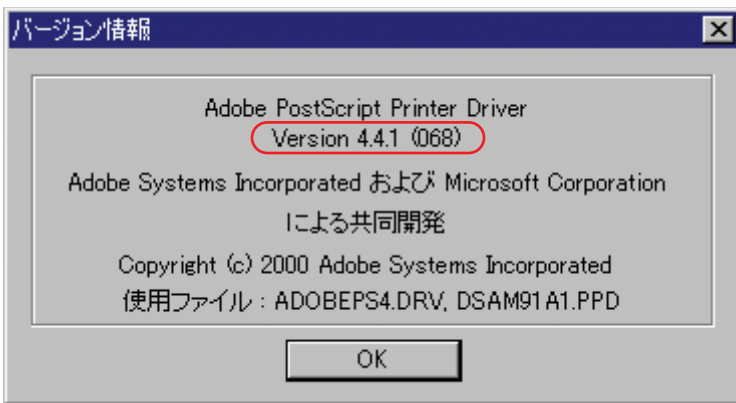 バージョン情報
Adobe PostScript Printer Driver
Version 4.4.1 (068)
Adobe Systems Incorporated および Microsoft Corporation
による共同開発
Copyright (c) 2000 Adobe Systems Incorporated
使用ファイル : ADOBEPS4.DRV, DSAM91A1.PPD
OK